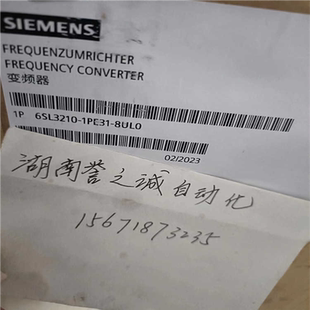 SIEMENS
FREQUENZUMRICHTER
FREQUENCY CONVERTER
变频器
1P 6SL3210-1PE31-8UL0
02/2023
湖南誉之诚自动化
15671873235